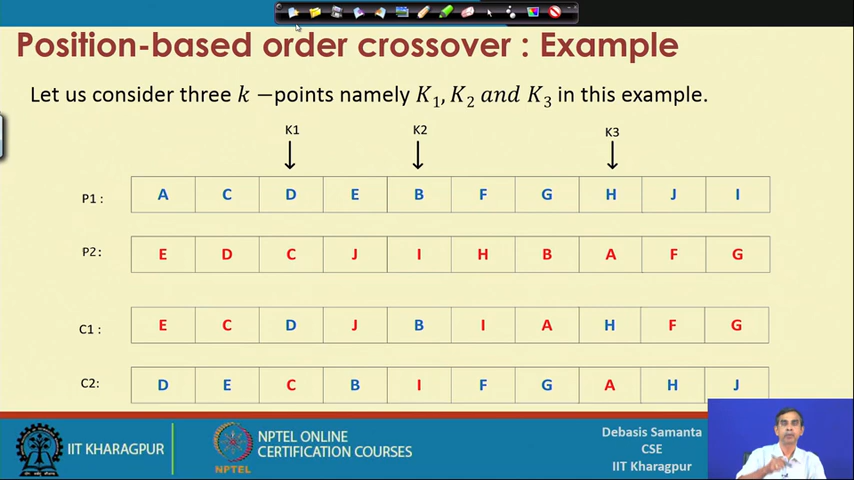 Position-based order crossover : Example
Let us consider three k −points namely K1, K2 and K3 in this example.
K1 K2 K3
P1: A C D E B F G H J I
P2: E D C J I H B A F G
C1 : E C D J B I A H F G
C2: D E C B I F G A H J
IIT KHARAGPUR
NPTEL
NPTEL ONLINE
CERTIFICATION COURSES
Debasis Samanta
CSE
IIT Kharagpur